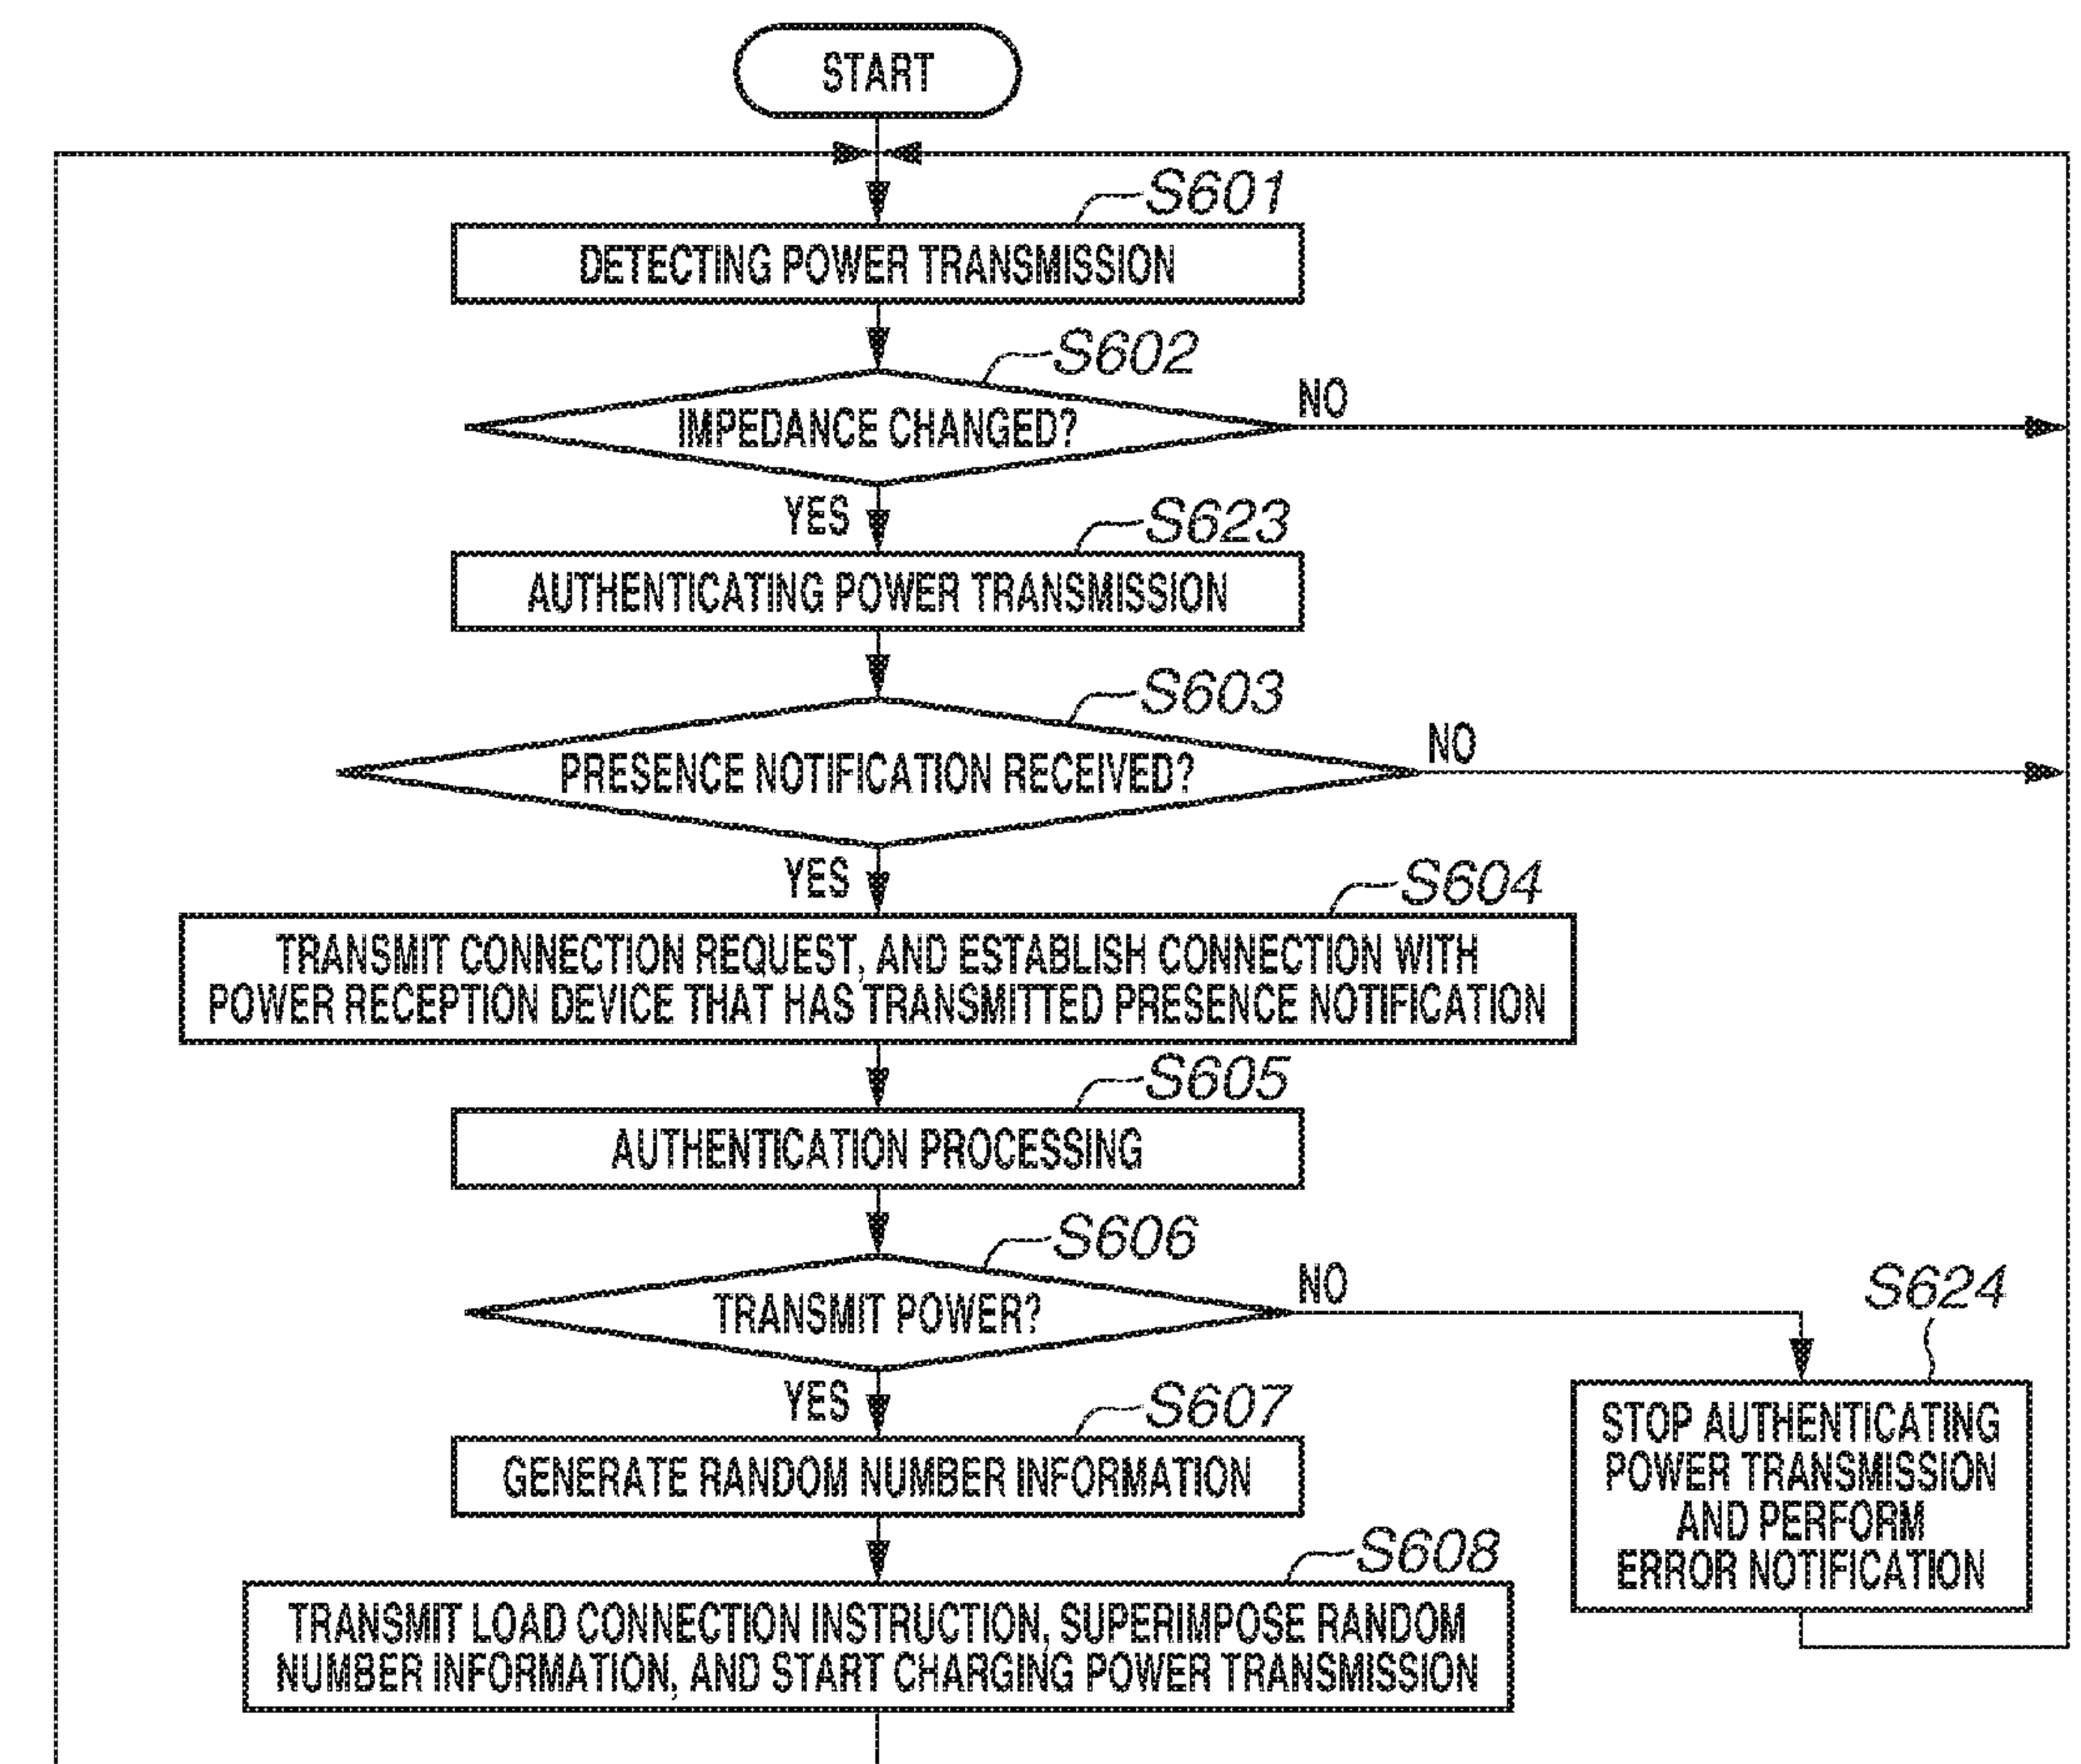 START
S601
DETECTING POWER TRANSMISSION
S602
IMPEDANCE CHANGED?
NO
YES
S623
AUTHENTICATING POWER TRANSMISSION
S603
PRESENCE NOTIFICATION RECEIVED?
NO
YES
S604
TRANSMIT CONNECTION REQUEST, AND ESTABLISH CONNECTION WITH
POWER RECEPTION DEVICE THAT HAS TRANSMITTED PRESENCE NOTIFICATION
S605
AUTHENTICATION PROCESSING
S606
TRANSMIT POWER?
NO
S624
STOP AUTHENTICATING
POWER TRANSMISSION
AND PERFORM
ERROR NOTIFICATION
YES
S607
GENERATE RANDOM NUMBER INFORMATION
S608
TRANSMIT LOAD CONNECTION INSTRUCTION, SUPERIMPOSE RANDOM
NUMBER INFORMATION, AND START CHARGING POWER TRANSMISSION